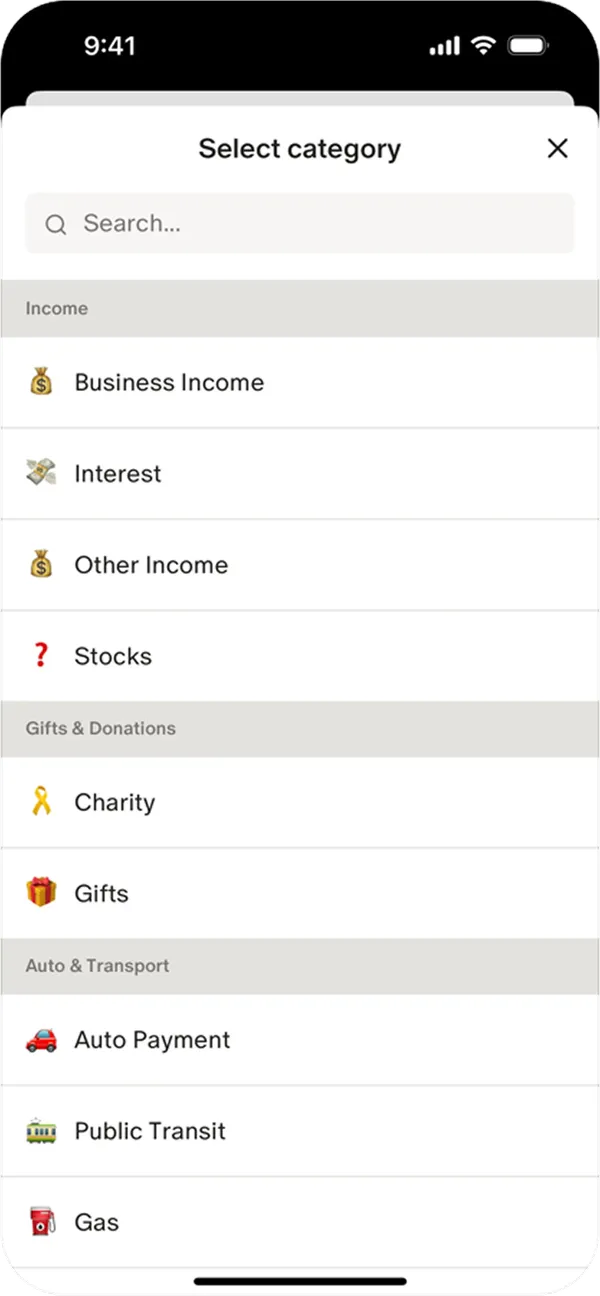 9:41
Select category
Search...
Income
Business Income
Interest
Other Income
Stocks
Gifts & Donations
Charity
Gifts
Auto & Transport
Auto Payment
Public Transit
Gas